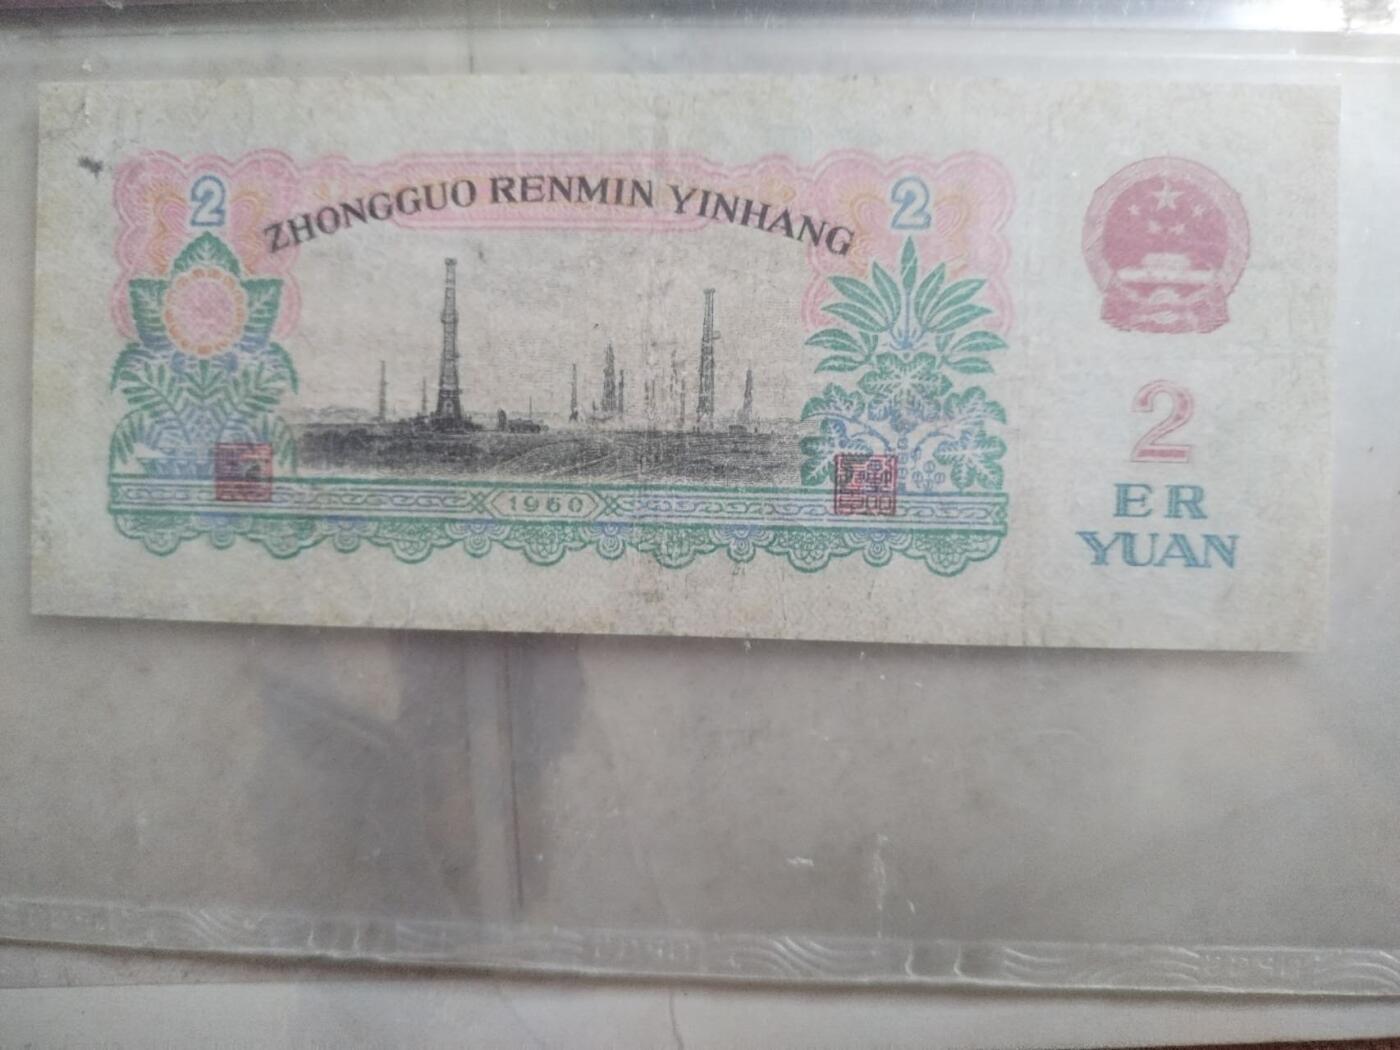 2
ZHONGGUO RENMIN YINHANG
2
1960
2
ER
YUAN